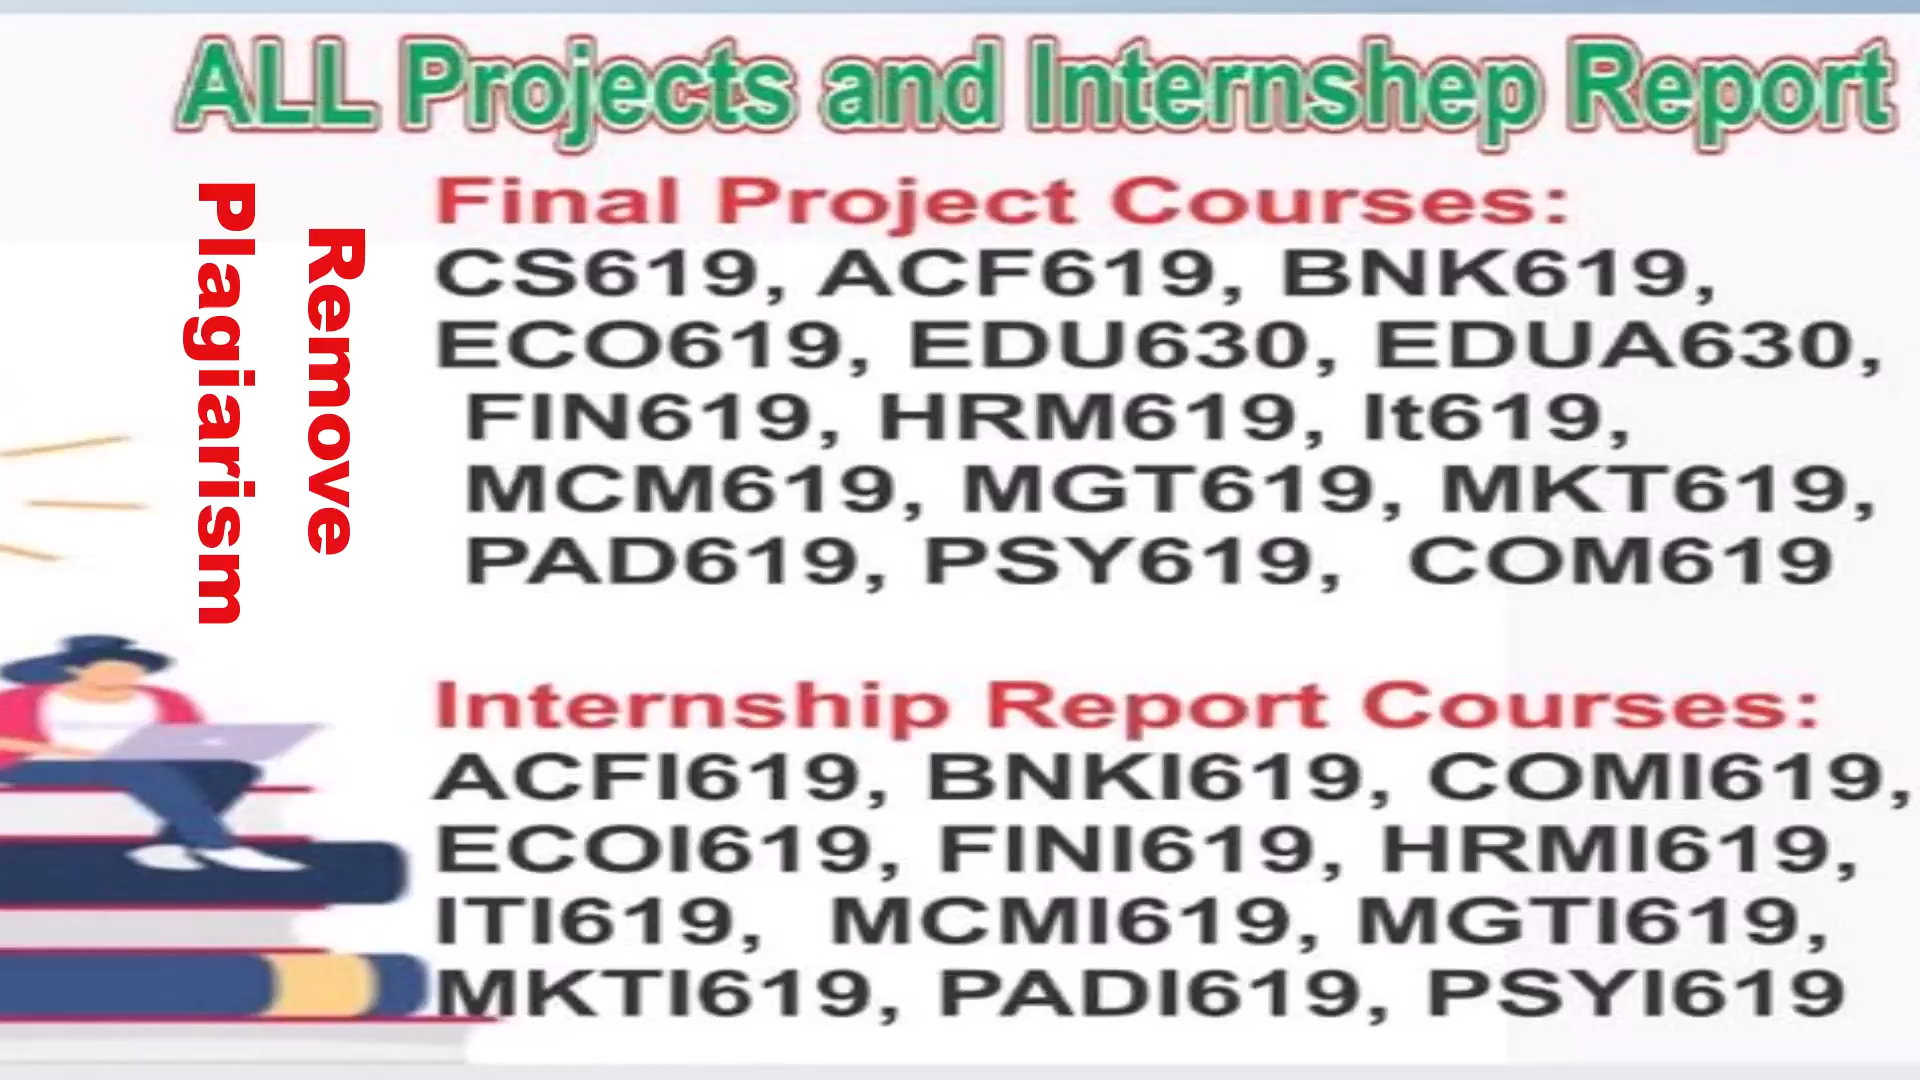 ALL Projects and Internshep Report
Remove
Plagiarism
Final Project Courses:
CS619, ACF619, BNK619,
ECO619, EDU630, EDUA630,
FIN619, HRM619, It619,
MCM619, MGT619, MKT619,
PAD619, PSY619, COM619
Internship Report Courses:
ACFI619, BNKI619, COMI619,
ECOI619, FINI619, HRMI619,
ITI619, MCMI619, MGTI619,
MKTI619, PADI619, PSYI619